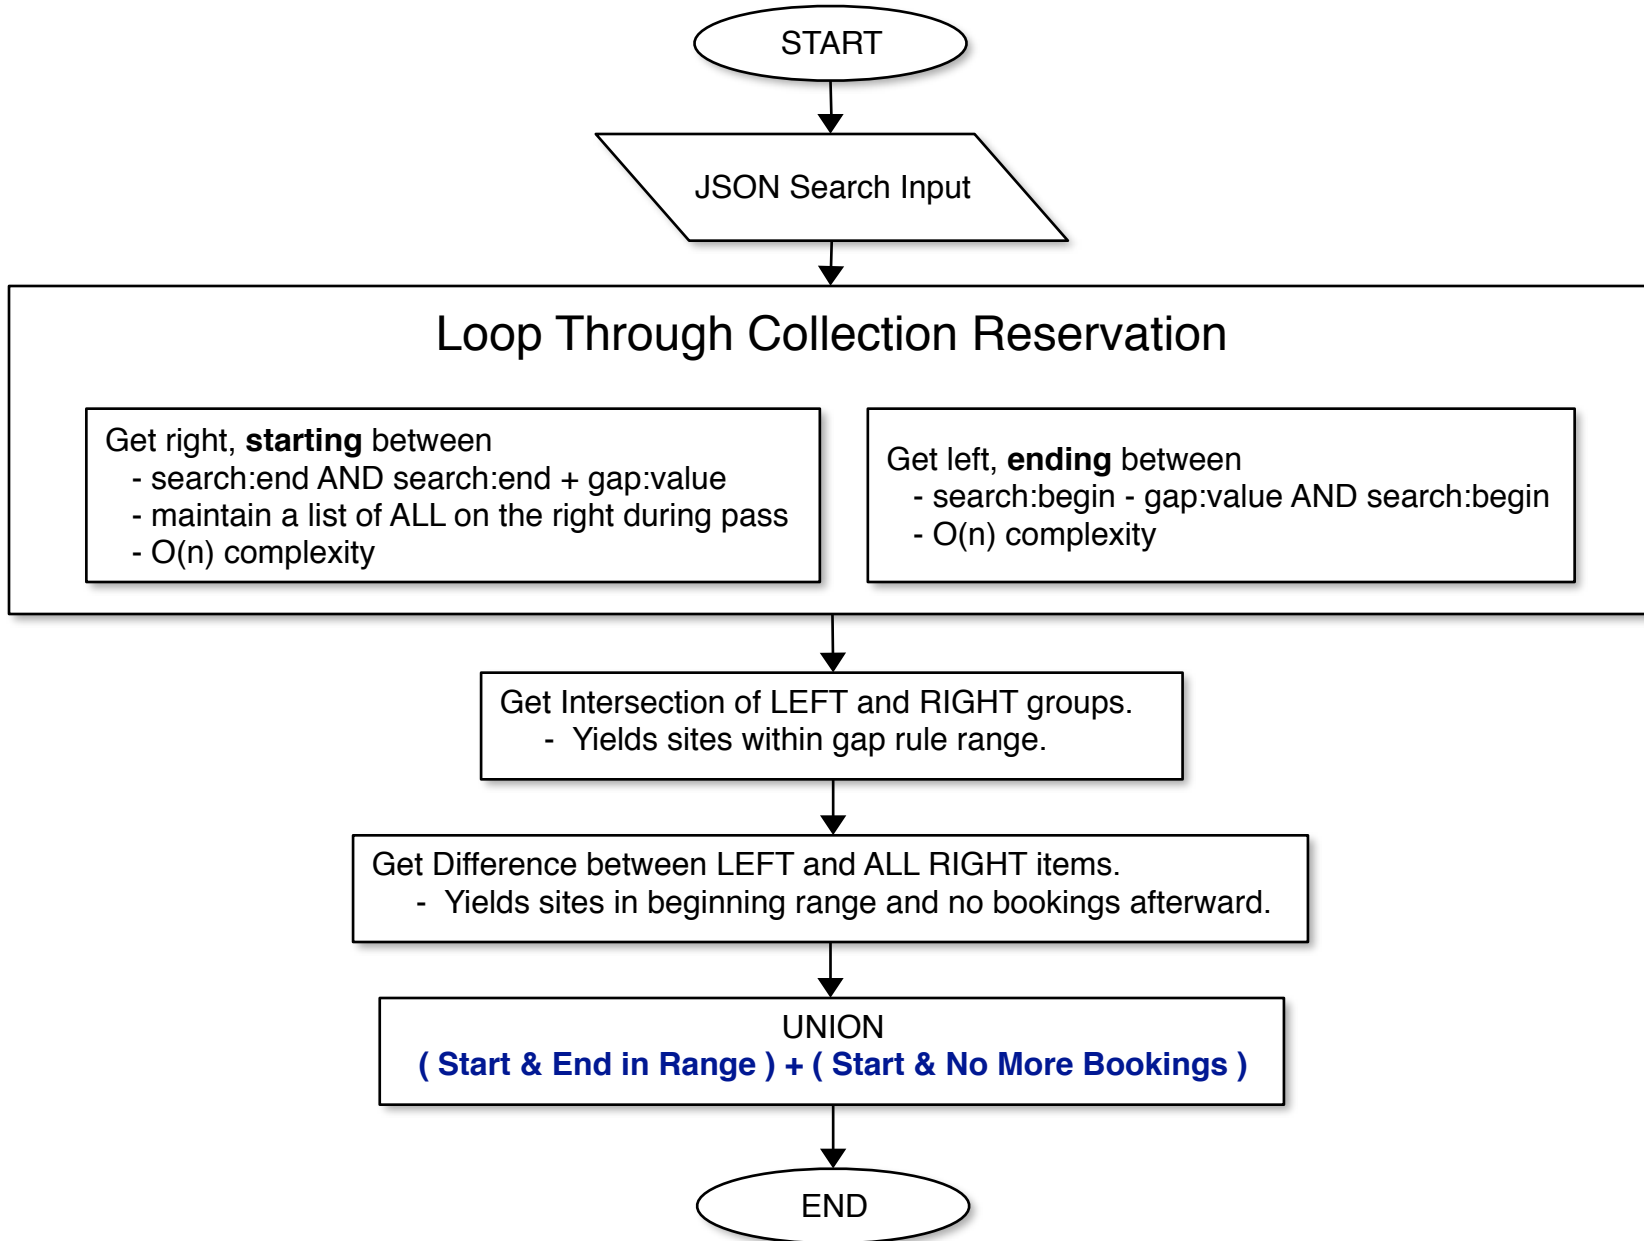 START
JSON Search Input
Loop Through Collection Reservation
Get right, starting between
- search:end AND search:end + gap:value
- maintain a list of ALL on the right during pass
- O(n) complexity
Get left, ending between
- search:begin - gap:value AND search:begin
- O(n) complexity
Get Intersection of LEFT and RIGHT groups.
- Yields sites within gap rule range.
Get Difference between LEFT and ALL RIGHT items.
- Yields sites in beginning range and no bookings afterward.
UNION
( Start & End in Range ) + ( Start & No More Bookings )
END